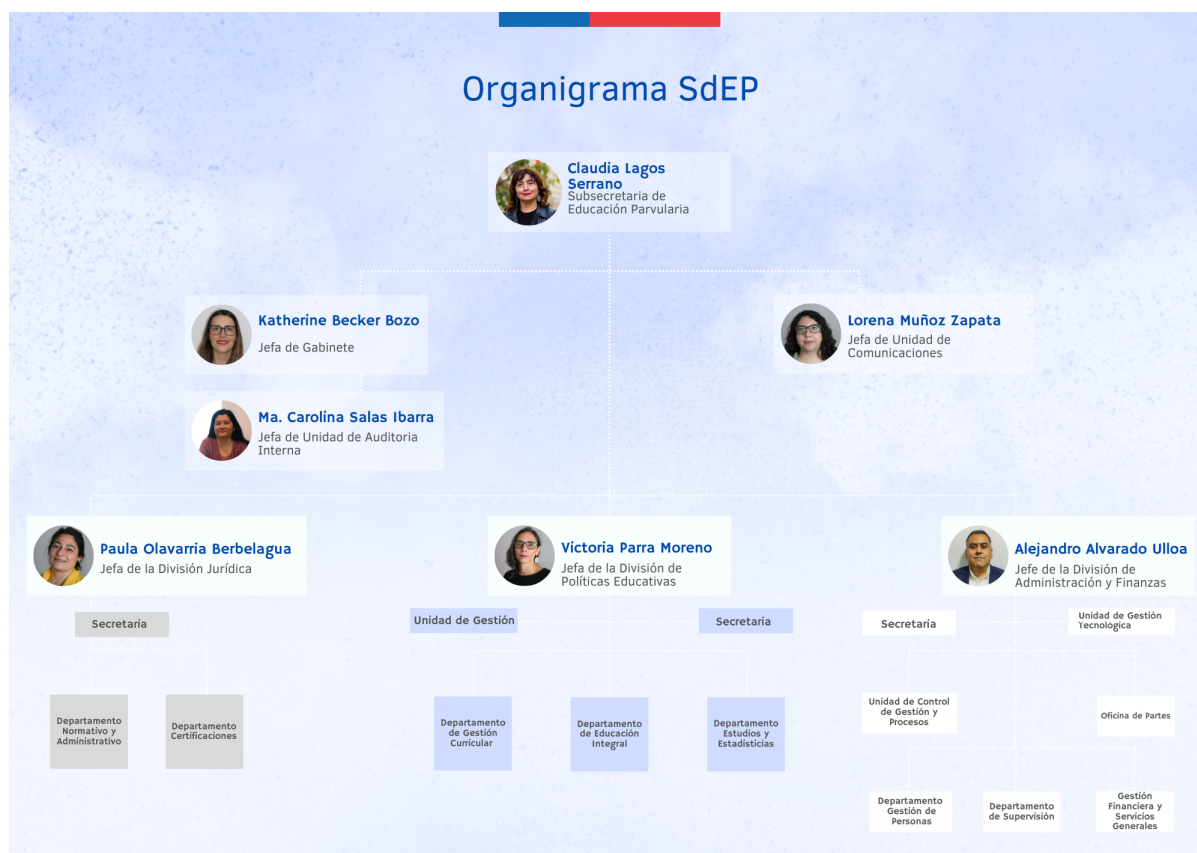 Organigrama SdEP
Claudia Lagos
Serrano
Subsecretaria de
Educación Parvularia
Katherine Becker Bozo
Jefa de Gabinete
Lorena Muñoz Zapata
Jefa de Unidad de
Comunicaciones
Ma. Carolina Salas Ibarra
Jefa de Unidad de Auditoria
Interna
Paula Olavarria Berbelagua
Jefa de la División Jurídica
Victoria Parra Moreno
Jefa de la División de
Políticas Educativas
Alejandro Alvarado Ulloa
Jefe de la División de
Administración y Finanzas
Secretaría
Unidad de Gestión
Secretaria
Secretaría
Unidad de Gestión
Tecnológica
Departamento
Normativo y
Administrativo
Departamento
Certificaciones
Departamento
de Gestión
Curricular
Departamento
de Educación
Integral
Departamento
Estudios y
Estadísticias
Unidad de Control
de Gestión y
Procesos
Oficina de Partes
Departamento
Gestión de
Personas
Departamento
de Supervisión
Gestión
Financiera y
Servicios
Generales